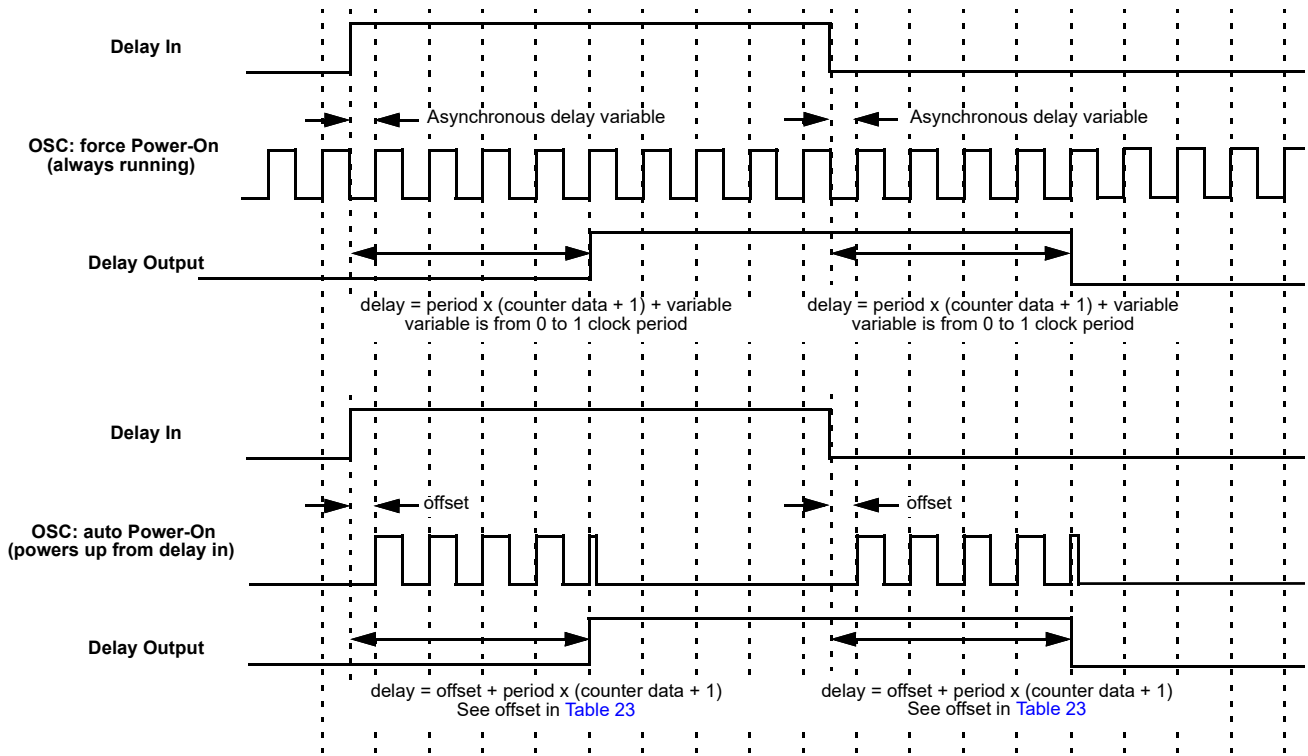 Delay In
Asynchronous delay variable
Asynchronous delay variable
OSC: force Power-On
(always running)
Delay Output
delay = period x (counter data + 1) + variable
variable is from 0 to 1 clock period
delay = period x (counter data + 1) + variable
variable is from 0 to 1 clock period
Delay In
offset
offset
OSC: auto Power-On
(powers up from delay in)
Delay Output
delay = offset + period x (counter data + 1)
See offset in Table 23
delay = offset + period x (counter data + 1)
See offset in Table 23